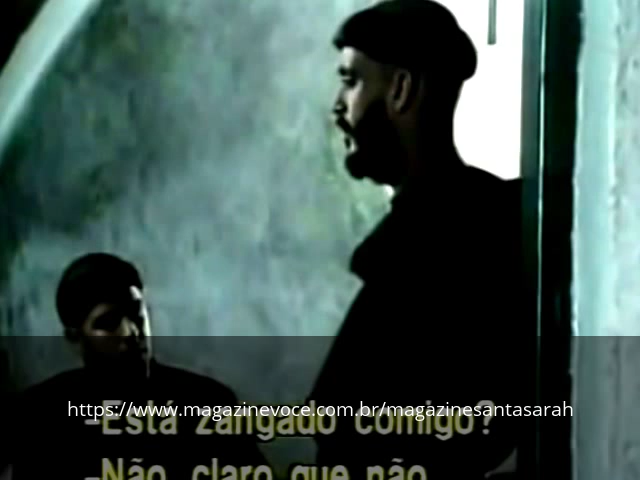 https://www.magazinevoce.com.br/magazinesantasarah
-Está zangado comigo?
-Não, claro que não.